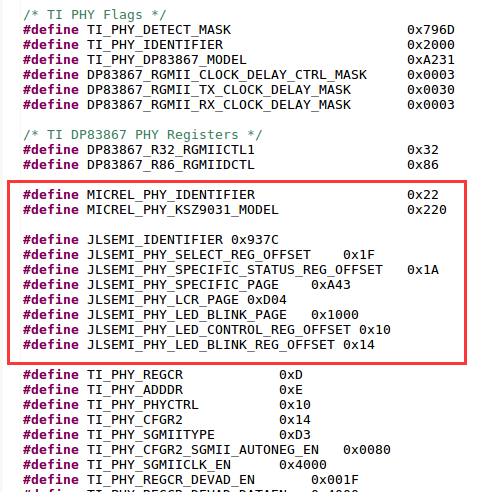 /* TI PHY Flags */
#define TI_PHY_DETECT_MASK 0x796D
#define TI_PHY_IDENTIFIER 0x2000
#define TI_PHY_DP83867_MODEL 0xA231
#define DP83867_RGMII_CLOCK_DELAY_CTRL_MASK 0x0003
#define DP83867_RGMII_TX_CLOCK_DELAY_MASK 0x0030
#define DP83867_RGMII_RX_CLOCK_DELAY_MASK 0x0003
/* TI DP83867 PHY Registers */
#define DP83867_R32_RGMIICTL1 0x32
#define DP83867_R86_RGMIIDCTL 0x86
#define MICREL_PHY_IDENTIFIER 0x22
#define MICREL_PHY_KSZ9031_MODEL 0x220
#define JLSEMI_IDENTIFIER 0x937C
#define JLSEMI_PHY_SELECT_REG_OFFSET 0x1F
#define JLSEMI_PHY_SPECIFIC_STATUS_REG_OFFSET 0x1A
#define JLSEMI_PHY_SPECIFIC_PAGE 0xA43
#define JLSEMI_PHY_LCR_PAGE 0xD04
#define JLSEMI_PHY_LED_BLINK_PAGE 0x1000
#define JLSEMI_PHY_LED_CONTROL_REG_OFFSET 0x10
#define JLSEMI_PHY_LED_BLINK_REG_OFFSET 0x14
#define TI_PHY_REGCR 0xD
#define TI_PHY_ADDDR 0xE
#define TI_PHY_PHYCTRL 0x10
#define TI_PHY_CFGR2 0x14
#define TI_PHY_SGMIITYPE 0xD3
#define TI_PHY_CFGR2_SGMII_AUTONEG_EN 0x0080
#define TI_PHY_SGMIICLK_EN 0x4000
#define TI_PHY_REGCR_DEVAD_EN 0x001F